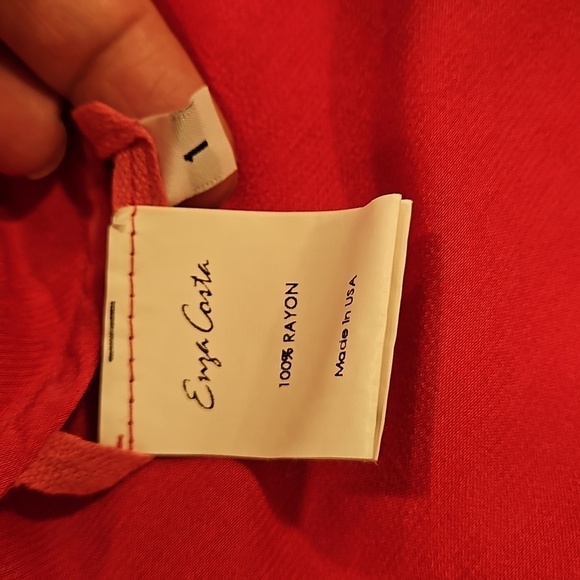 1
Enza Costa
100% RAYON
Made In USA